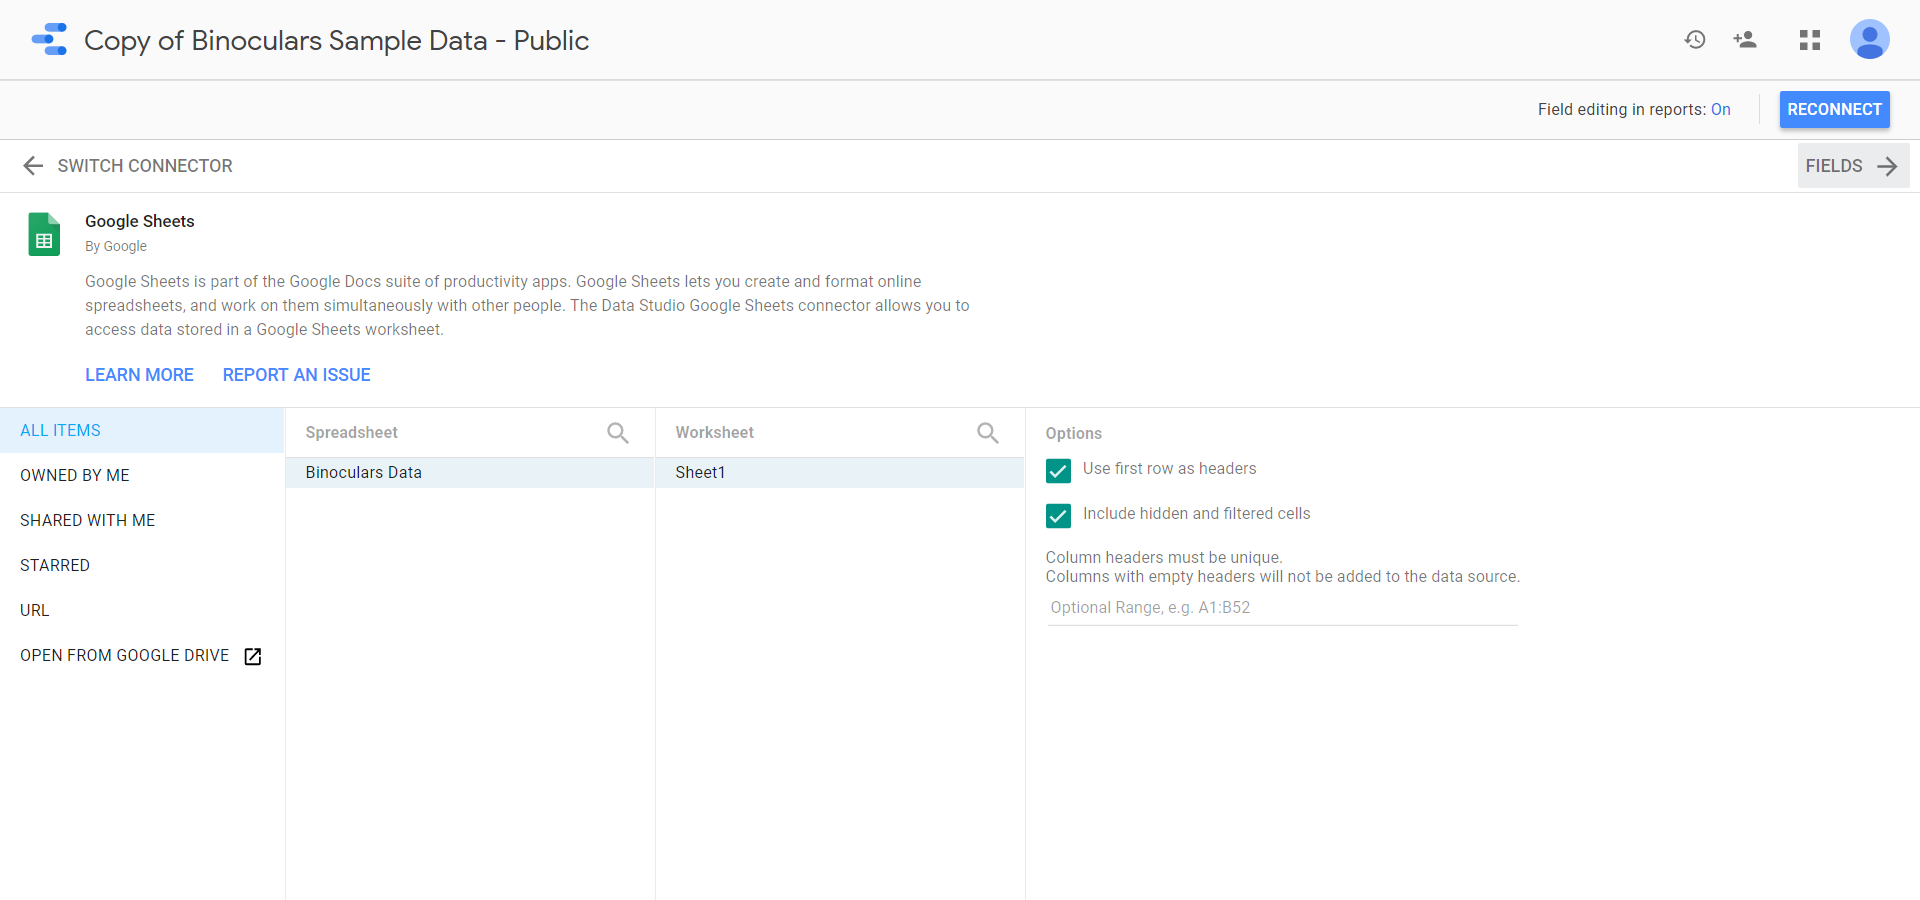 Copy of Binoculars Sample Data - Public
Field editing in reports: On
RECONNECT
SWITCH CONNECTOR
FIELDS
Google Sheets
By Google
Google Sheets is part of the Google Docs suite of productivity apps. Google Sheets lets you create and format online
spreadsheets, and work on them simultaneously with other people. The Data Studio Google Sheets connector allows you to
access data stored in a Google Sheets worksheet.
LEARN MORE
REPORT AN ISSUE
ALL ITEMS
OWNED BY ME
SHARED WITH ME
STARRED
URL
OPEN FROM GOOGLE DRIVE
Spreadsheet
Binoculars Data
Worksheet
Sheet1
Options
Use first row as headers
Include hidden and filtered cells
Column headers must be unique.
Columns with empty headers will not be added to the data source.
Optional Range, e.g. A1:B52